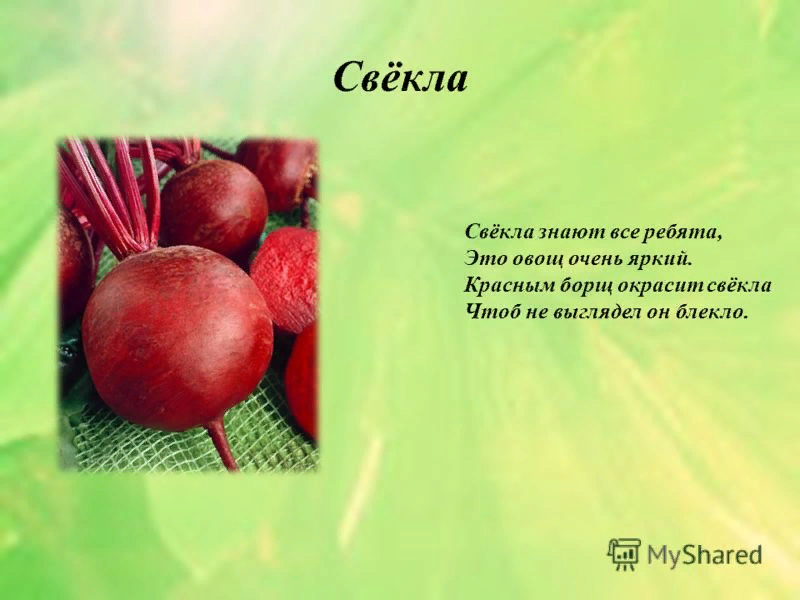 Свёкла
Свёкла знают все ребята,
Это овощ очень яркий.
Красным борщ окрасит свёкла
Чтоб не выглядел он блекло.
MyShared